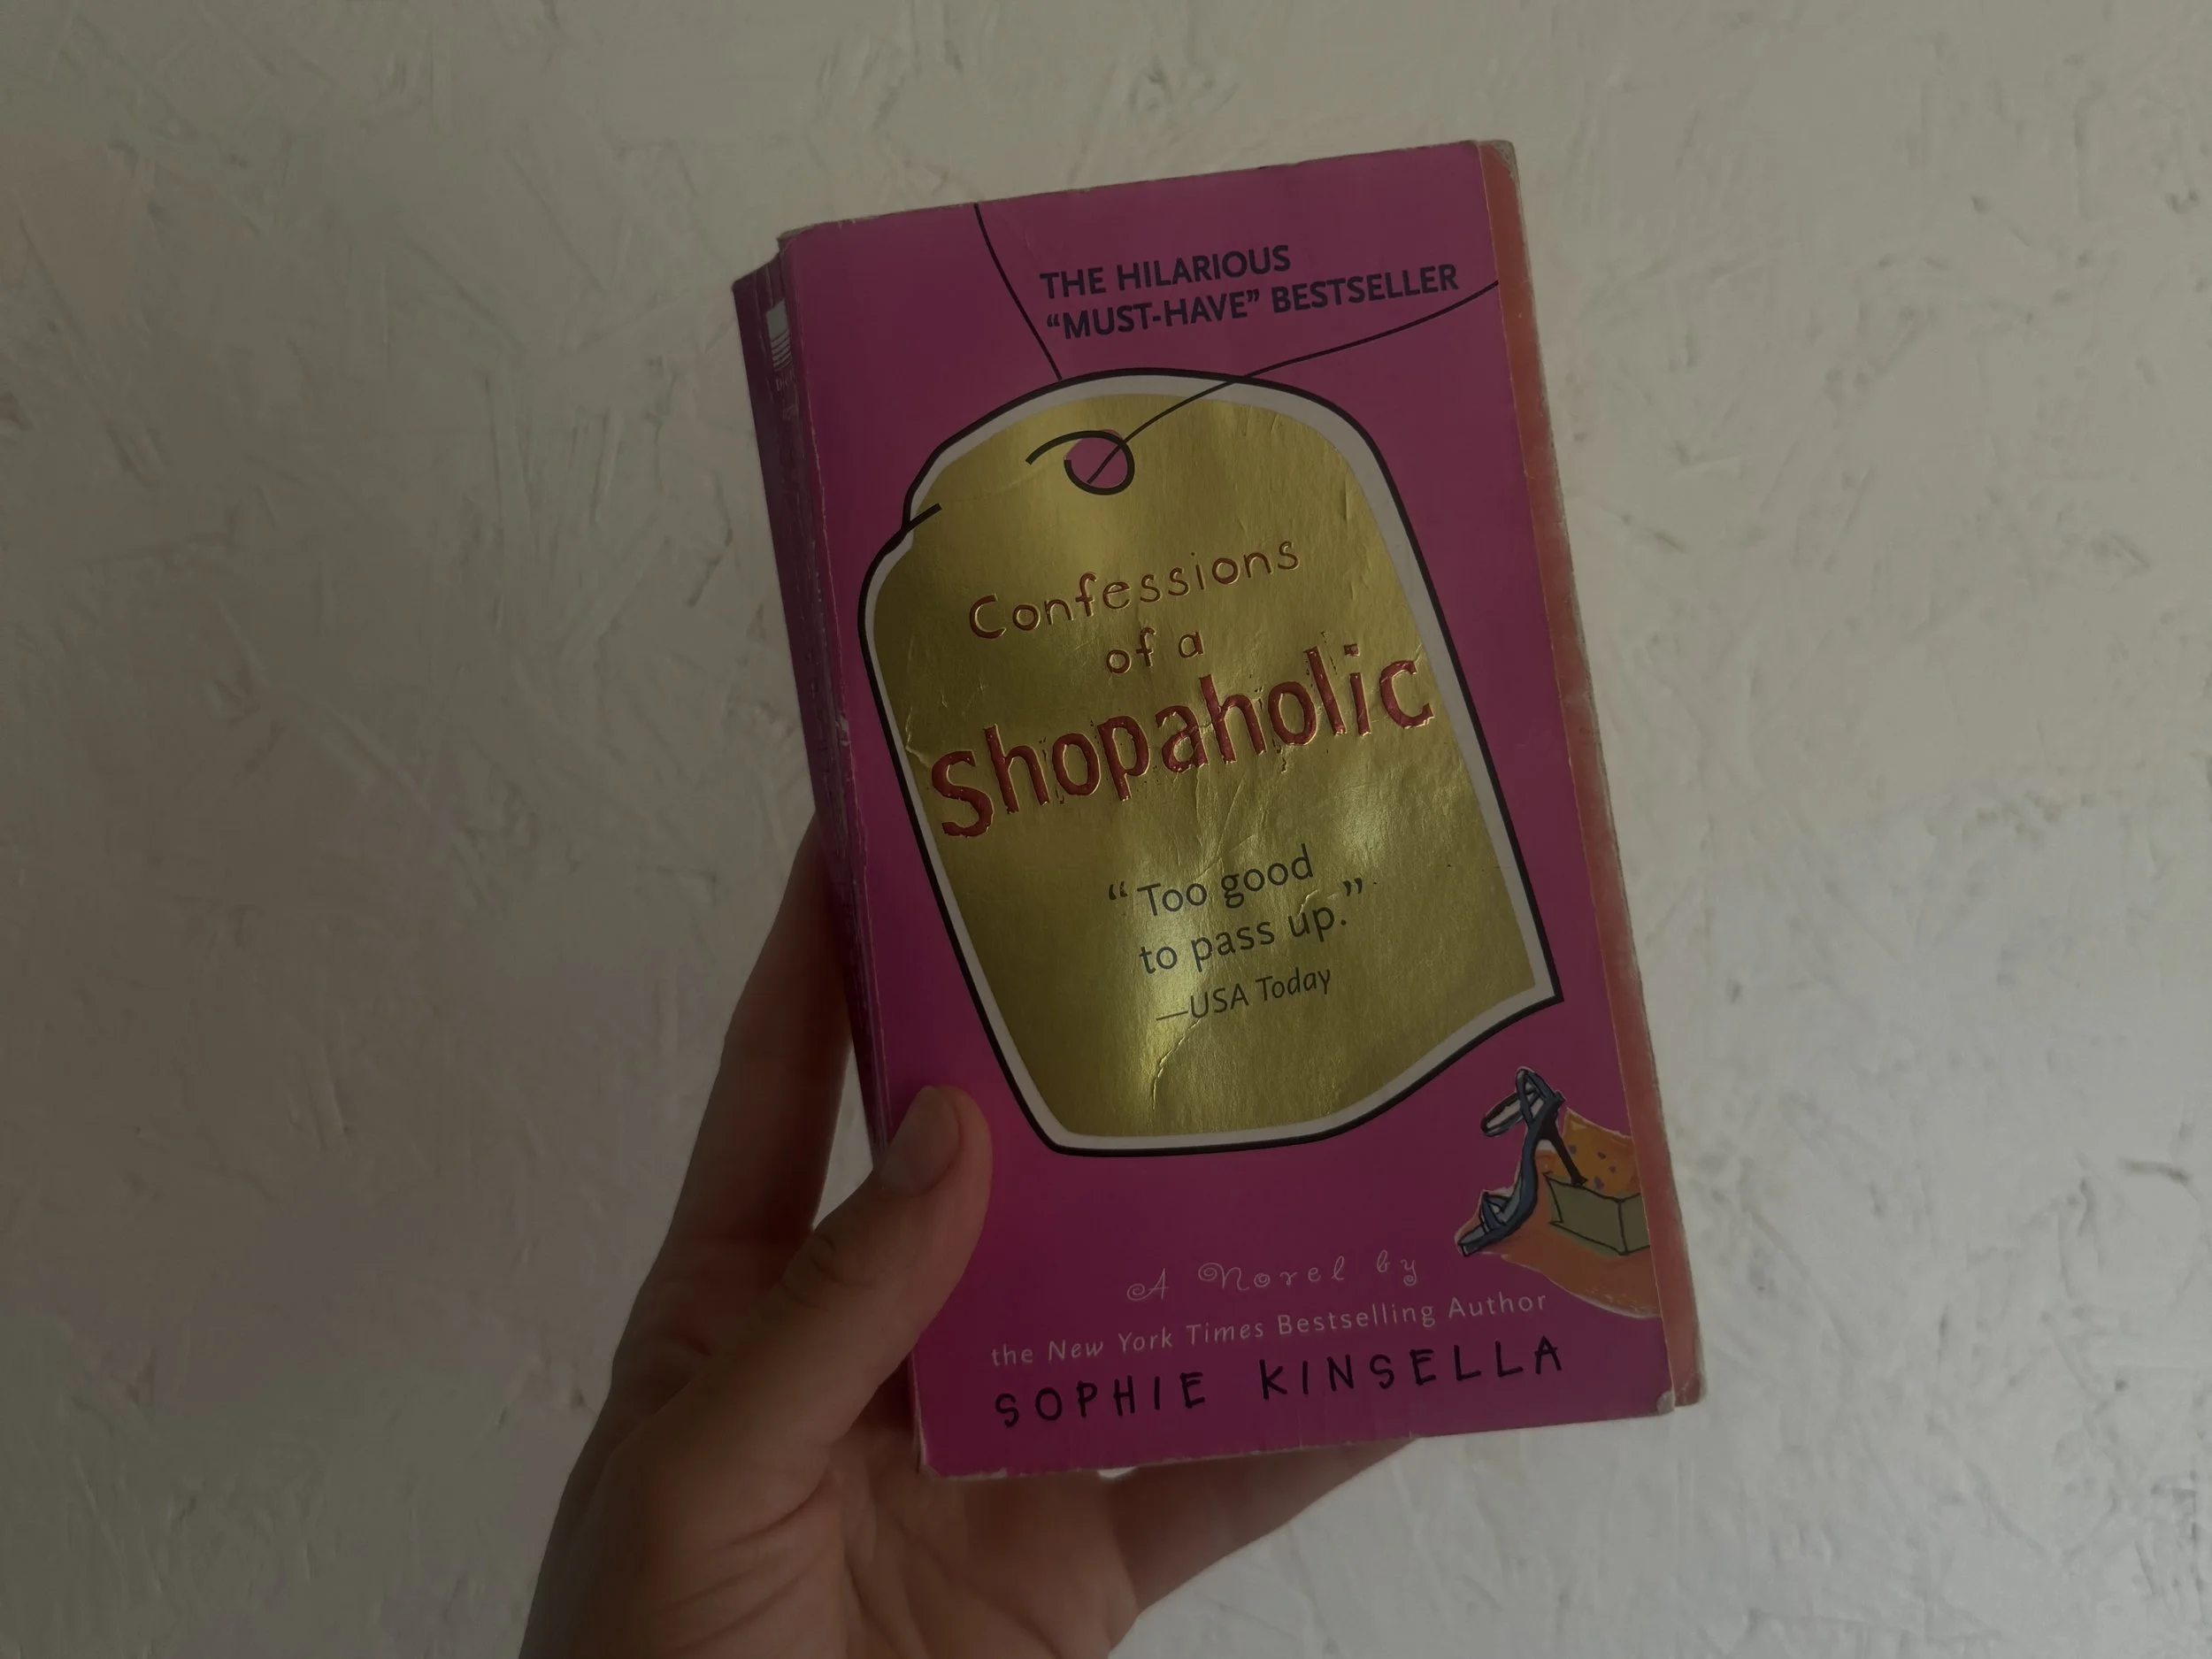 THE HILARIOUS
“MUST-HAVE” BESTSELLER
Confessions
of a
Shopaholic
“Too good
to pass up.”
—USA Today
A Novel by
the New York Times Bestselling Author
SOPHIE KINSELLA